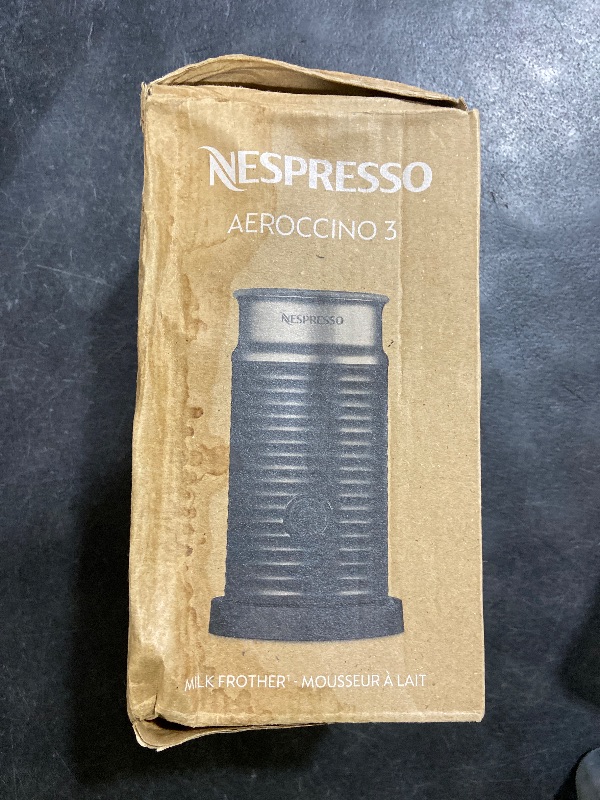 NESPRESSO
AEROCCINO 3
NESPRESSO
MILK FROTHER¹ - MOUSSEUR À LAIT